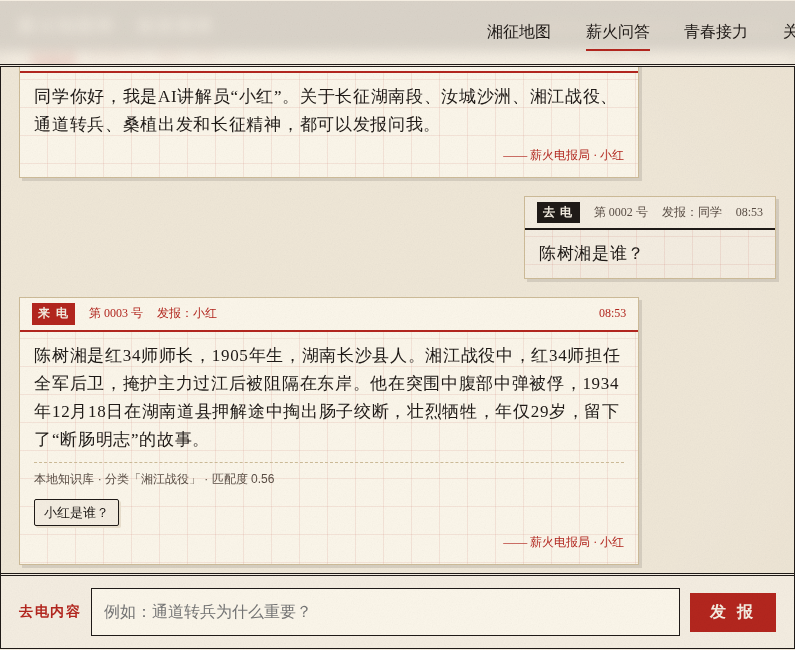 湘征地图 薪火问答 青春接力 关
同学你好，我是AI讲解员“小红”。关于长征湖南段、汝城沙洲、湘江战役、
通道转兵、桑植出发和长征精神，都可以发报问我。
—— 薪火电报局 · 小红
去 电 第 0002 号 发报：同学 08:53
陈树湘是谁？
来 电 第 0003 号 发报：小红 08:53
陈树湘是红34师师长，1905年生，湖南长沙县人。湘江战役中，红34师担任
全军后卫，掩护主力过江后被阻隔在东岸。他在突围中腹部中弹被俘，1934
年12月18日在湖南道县押解途中掏出肠子绞断，壮烈牺牲，年仅29岁，留下
了“断肠明志”的故事。
本地知识库 · 分类「湘江战役」 · 匹配度 0.56
小红是谁？
—— 薪火电报局 · 小红
去电内容 例如：通道转兵为什么重要？ 发 报